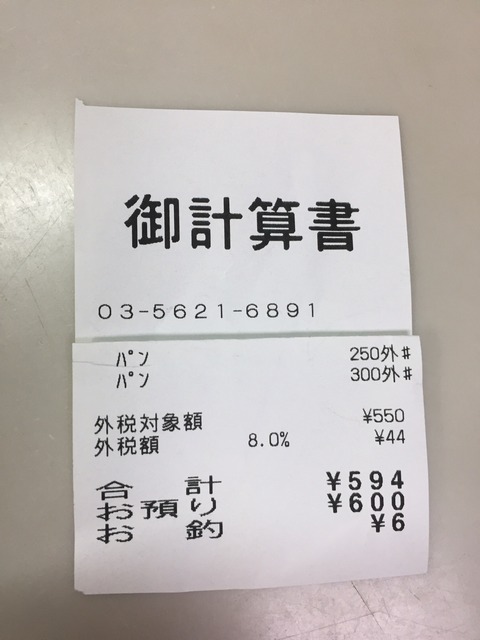 御計算書
03-5621-6891
パン 250外#
パン 300外#
外税対象額 ¥550
外税額 8.0% ¥44
合計 ¥594
お預り ¥600
お釣 ¥6